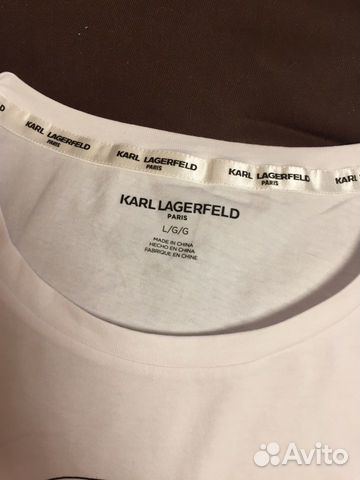 KARL LAGERFELD
PARIS
KARL LAGERFELD
PARIS
KARL LAGERFELD
PARIS
KARL
KARL LAGERFELD
PARIS
L/G/G
MADE IN CHINA
HECHO EN CHINA
FABRIQUE EN CHINE
Avito